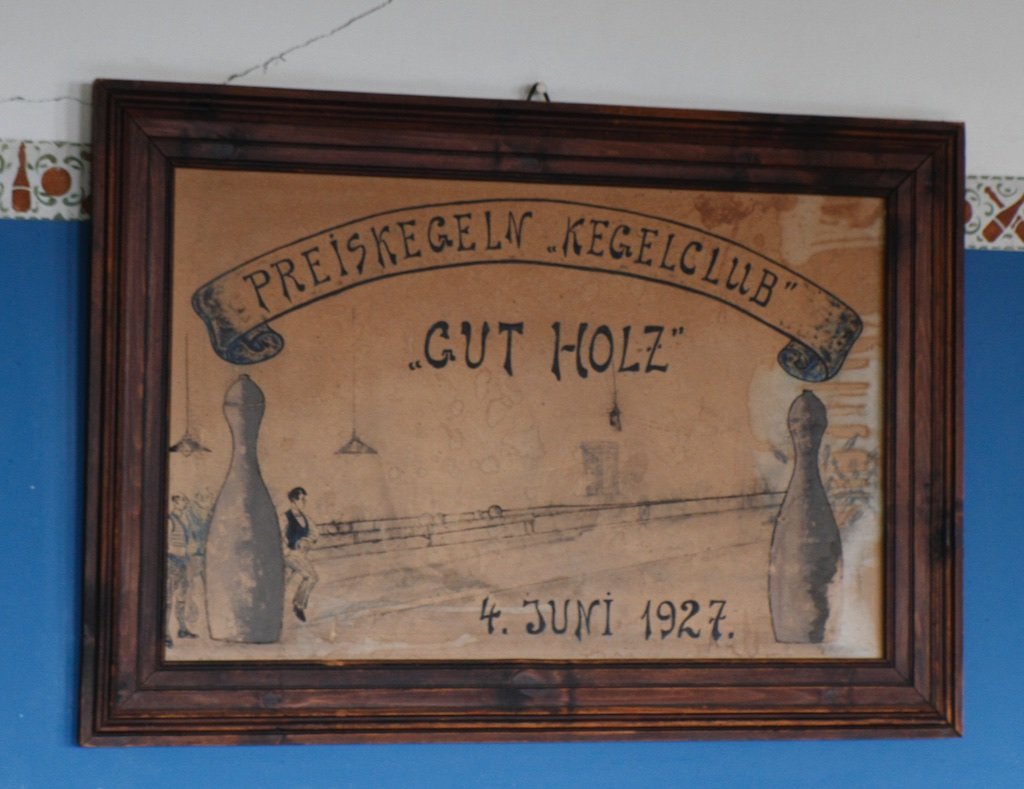 PREISKEGELN „KEGELCLUB”
„GUT HOLZ”
4. JUNI 1927.